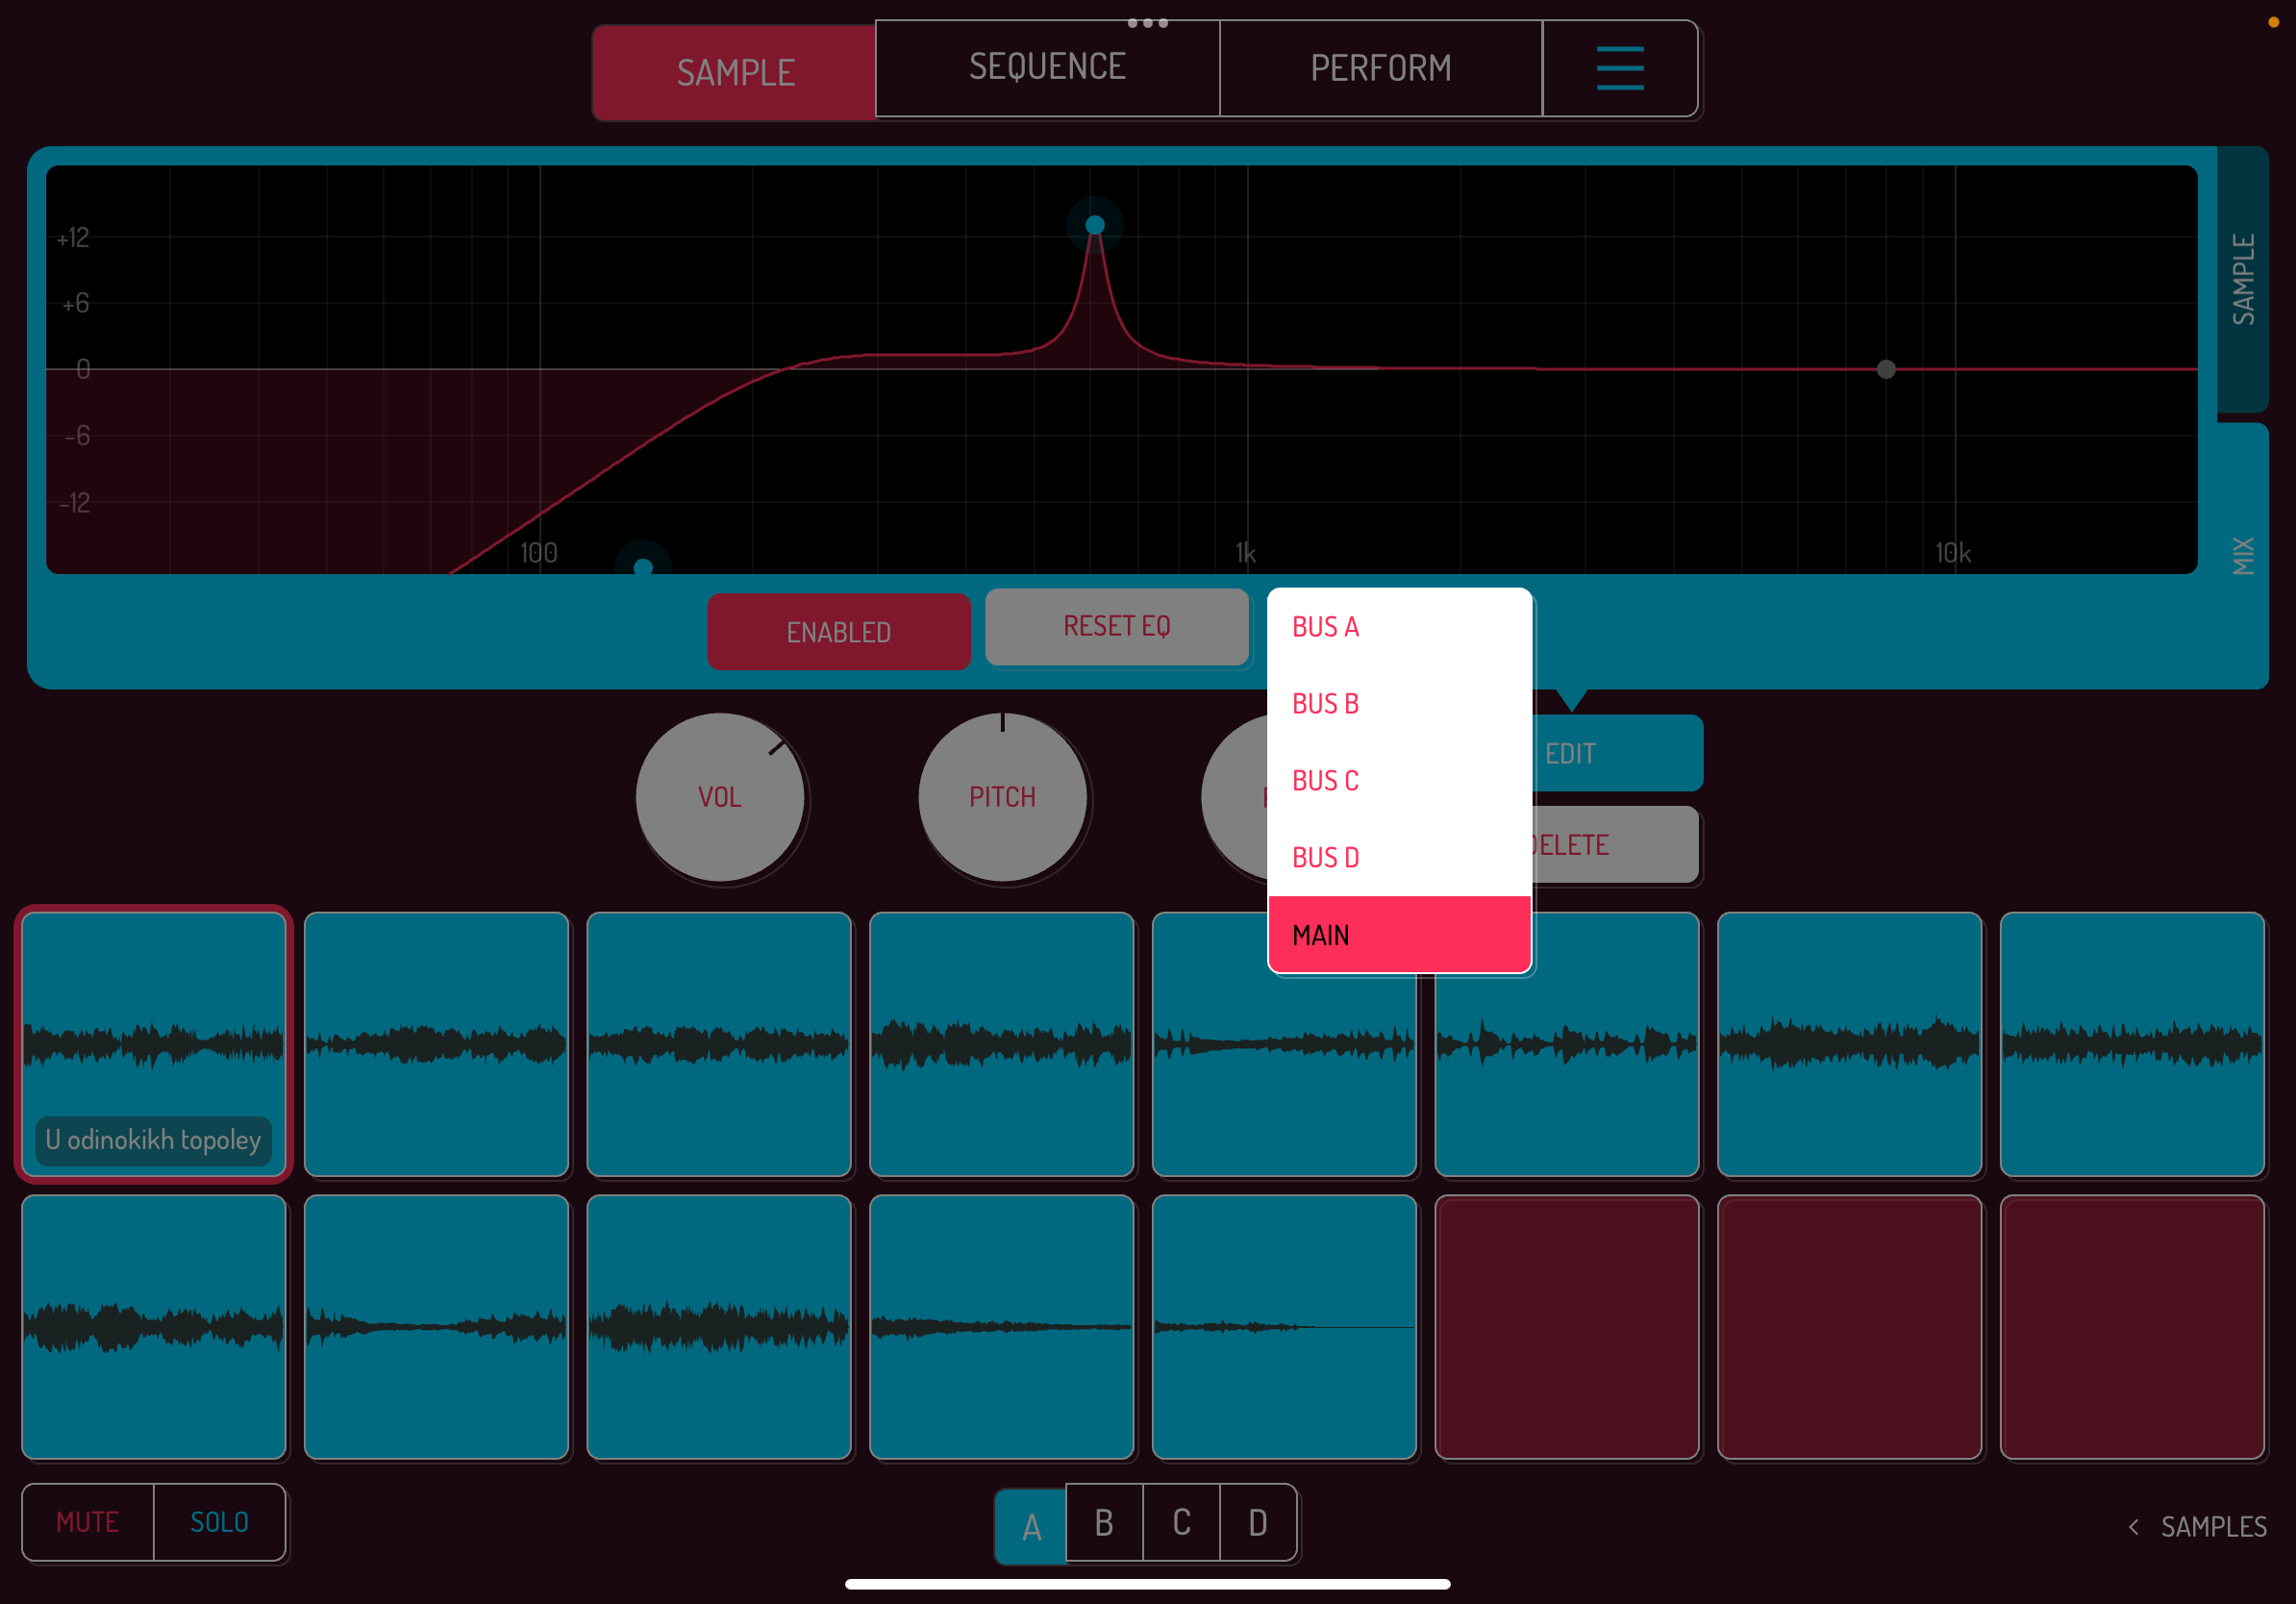 SAMPLE
SEQUENCE
PERFORM
+12
+6
0
-6
-12
100
1k
10k
SAMPLE
MIX
ENABLED
RESET EQ
BUS A
BUS B
BUS C
BUS D
MAIN
VOL
PITCH
EDIT
DELETE
U odinokikh topoley
MUTE
SOLO
A
B
C
D
< SAMPLES